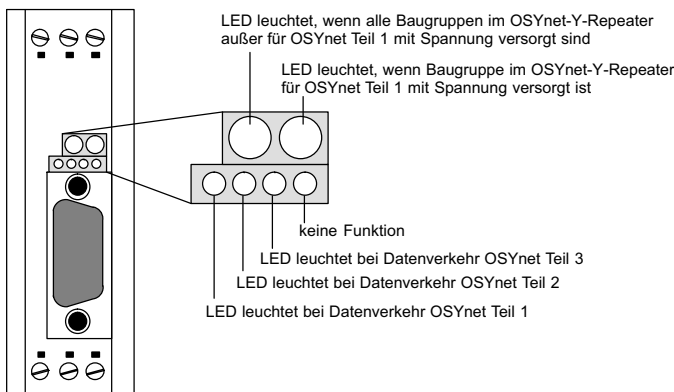 LED leuchtet, wenn alle Baugruppen im OSYnet-Y-Repeater
außer für OSYnet Teil 1 mit Spannung versorgt sind
LED leuchtet, wenn Baugruppe im OSYnet-Y-Repeater
für OSYnet Teil 1 mit Spannung versorgt ist
keine Funktion
LED leuchtet bei Datenverkehr OSYnet Teil 3
LED leuchtet bei Datenverkehr OSYnet Teil 2
LED leuchtet bei Datenverkehr OSYnet Teil 1